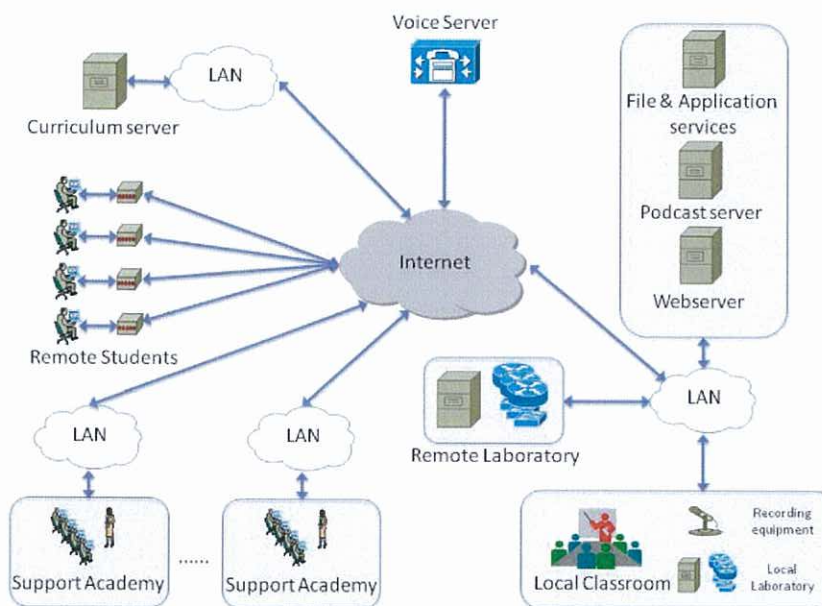 Voice Server
LAN
Curriculum server
File & Application
services
Podcast server
Webserver
Internet
Remote Students
LAN
LAN
LAN
Remote Laboratory
Support Academy
......
Support Academy
Local Classroom
Recording
equipment
Local
Laboratory